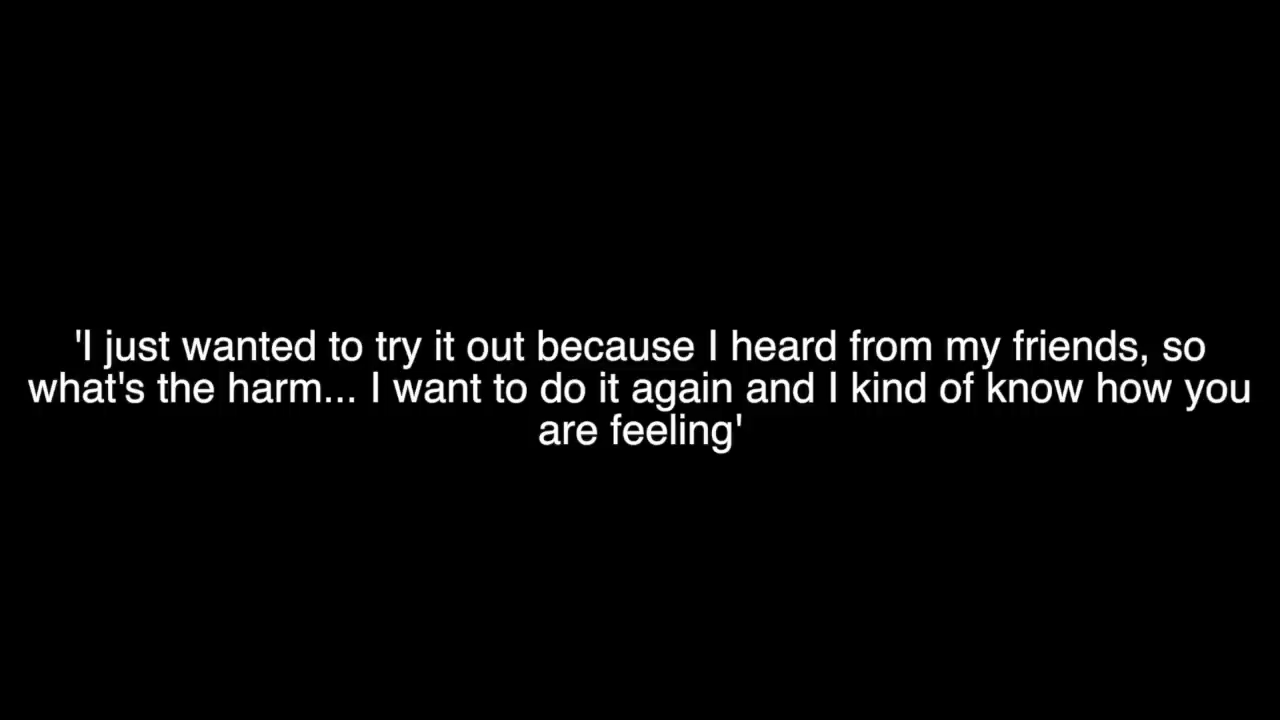 'I just wanted to try it out because I heard from my friends, so
what's the harm... I want to do it again and I kind of know how you
are feeling'